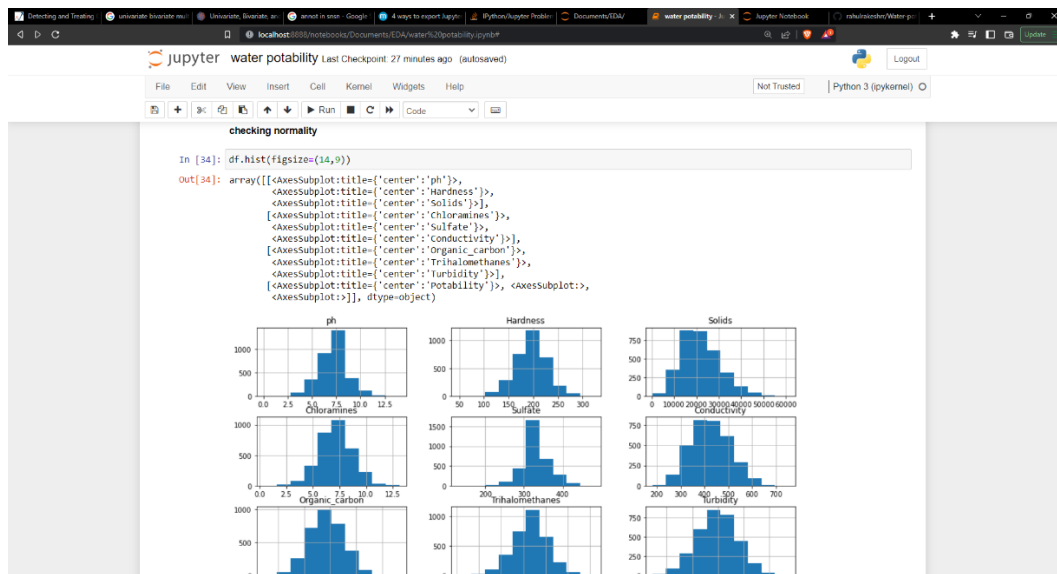 Detecting and Treating
univariate bivariate mul
Univariate, Bivariate, an
annot in snsn - Google
4 ways to export Jupyte
IPython/Jupyter Problem
Documents/EDA/
water potability - Ju
Jupyter Notebook
rahulrokeshrr/Water-po
localhost:8888/notebooks/Documents/EDA/water%20potability.ipynb#
Update
jupyter water potability Last Checkpoint: 27 minutes ago (autosaved)
Logout
File Edit View Insert Cell Kernel Widgets Help
Not Trusted
Python 3 (ipykernel)
Run
Code
checking normality
In [34]: df.hist(figsize=(14,9))
Out[34]: array([[<AxesSubplot:title={'center':'ph'}>,
<AxesSubplot:title={'center':'Hardness'}>,
<AxesSubplot:title={'center':'Solids'}>],
[<AxesSubplot:title={'center':'Chloramines'}>,
<AxesSubplot:title={'center':'Sulfate'}>,
<AxesSubplot:title={'center':'Conductivity'}>],
[<AxesSubplot:title={'center':'Organic_carbon'}>,
<AxesSubplot:title={'center':'Trihalomethanes'}>,
<AxesSubplot:title={'center':'Turbidity'}>],
[<AxesSubplot:title={'center':'Potability'}>, <AxesSubplot:>,
<AxesSubplot:>]], dtype=object)
ph Hardness Solids
1000 1000 750
500 500 500
250
0 0 0
0.0 2.5 5.0 7.5 10.0 12.5 50 100 150 200 250 300 0 10000 20000 30000 40000 50000 60000
Chloramines Sulfate Conductivity
1000 1500 750
500 1000 500
500 250
0 0 0
0.0 2.5 5.0 7.5 10.0 12.5 200 300 400 200 300 400 500 600 700
Organic_carbon Trihalomethanes Turbidity
1000 750
500 500 500
250